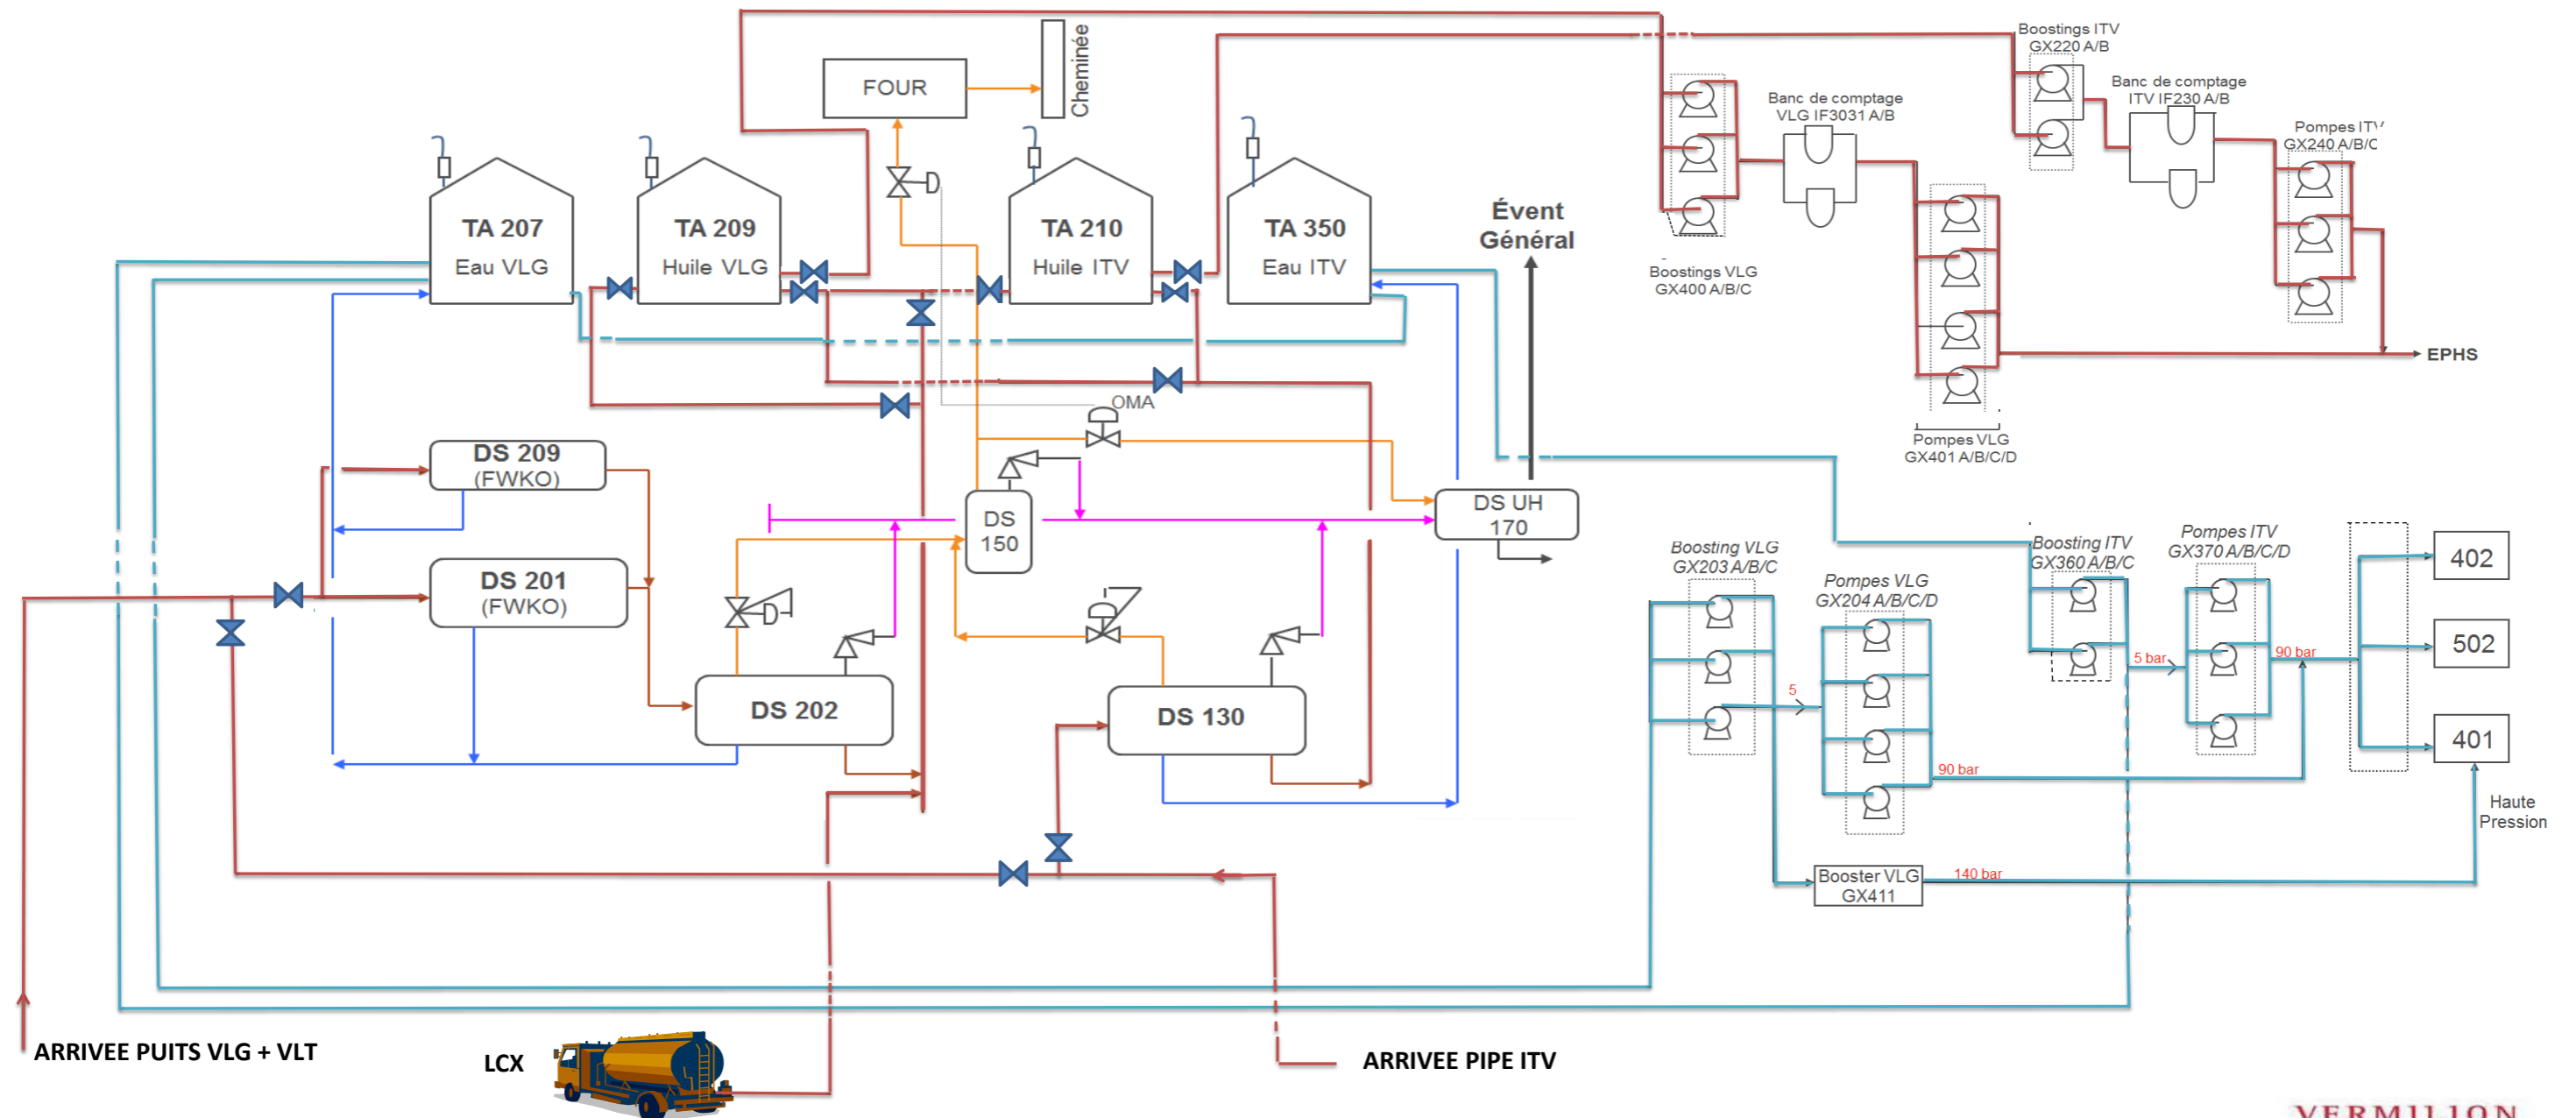 FOUR
Cheminée
Boostings ITV
GX220 A/B
Banc de comptage
ITV IF230 A/B
Banc de comptage
VLG IF3031 A/B
Pompes ITV
GX240 A/B/C
TA 207
Eau VLG
TA 209
Huile VLG
TA 210
Huile ITV
TA 350
Eau ITV
Évent
Général
Boostings VLG
GX400 A/B/C
EPHS
OMA
Pompes VLG
GX401 A/B/C/D
DS 209
(FWKO)
DS 201
(FWKO)
DS
150
DS UH
170
Boosting VLG
GX203 A/B/C
Pompes VLG
GX204 A/B/C/D
Boosting ITV
GX360 A/B/C
Pompes ITV
GX370 A/B/C/D
402
502
401
5 bar
90 bar
5
90 bar
DS 202
DS 130
Haute
Pression
Booster VLG
GX411
140 bar
ARRIVEE PUITS VLG + VLT
LCX
ARRIVEE PIPE ITV
VERMILION